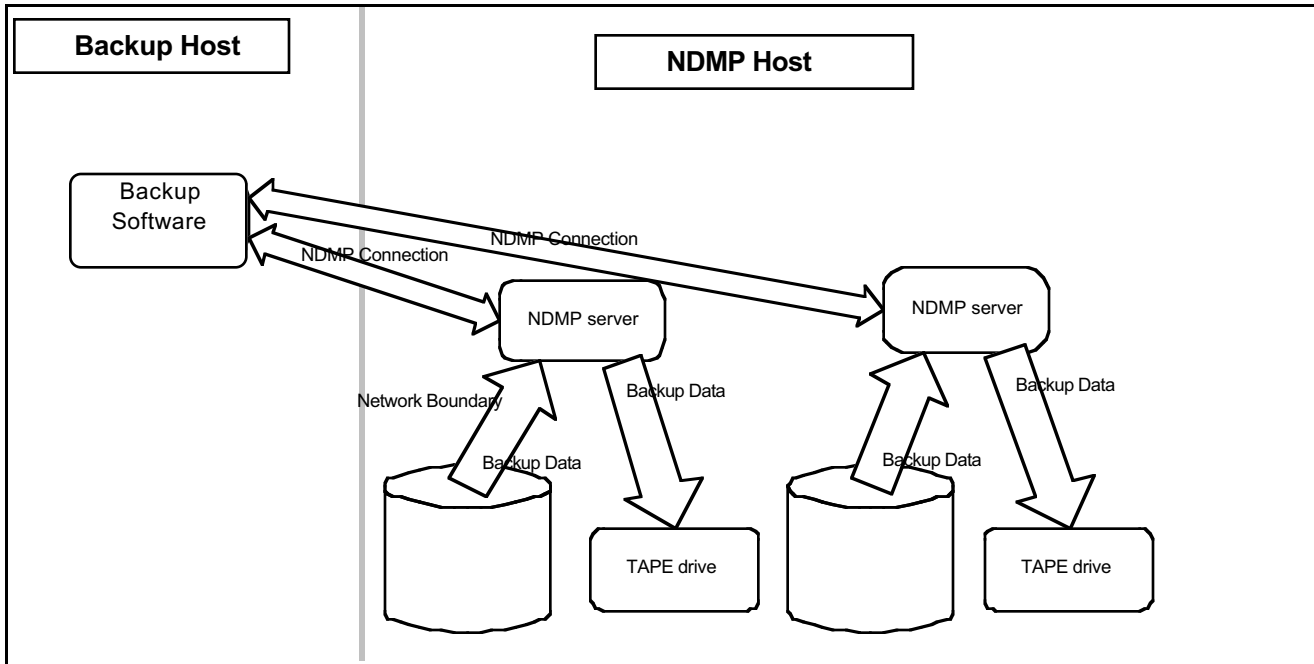 Backup Host
NDMP Host
Backup
Software
NDMP Connection
NDMP Connection
NDMP server
NDMP server
Network Boundary
Backup Data
Backup Data
Backup Data
Backup Data
TAPE drive
TAPE drive